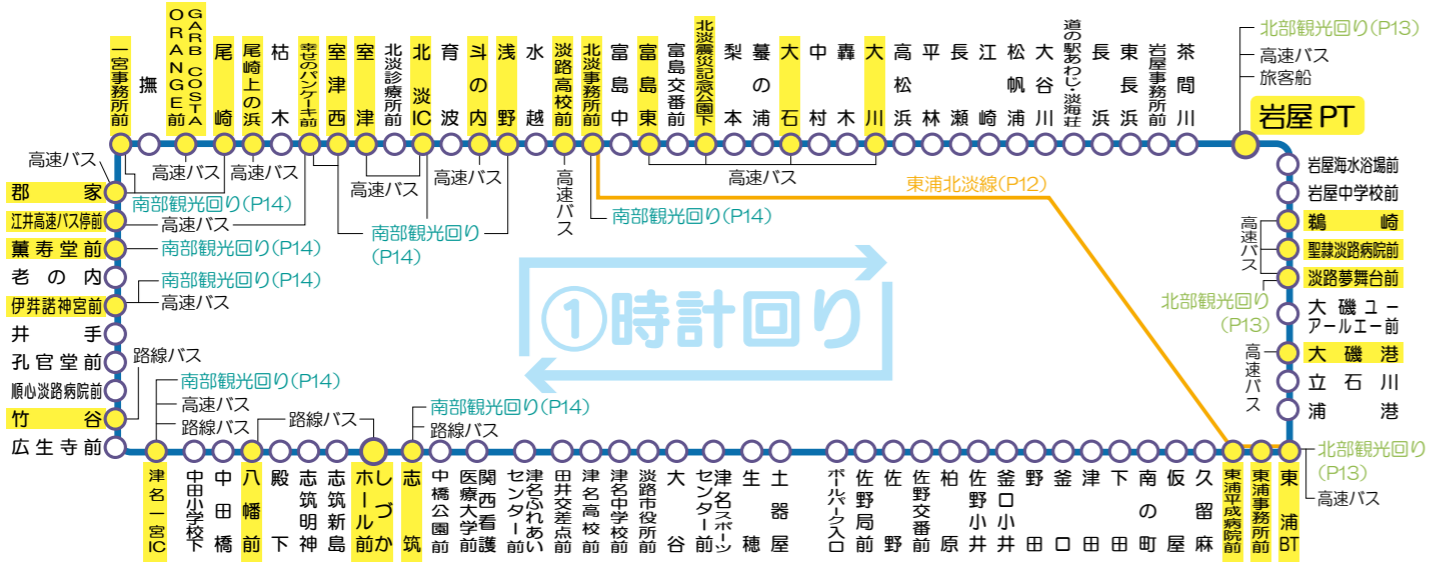 一宮事務所前
撫
GARB COSTA
ORANGE前
尾崎
尾崎上の浜
枯木
幸せのパンケーキ前
室津西
室津
北淡診療所前
北淡IC
育波
斗の内
浅野
水越
淡路高校前
北淡事務所前
富島中
富島東
富島交番前
北淡震災記念公園下
梨本
蟇の浦
大石
中村
轟木
大川
高松浜
平林
長瀬
江崎
松帆浦
大谷川
道の駅あわじ・淡海荘
長浜
東長浜
岩屋事務所前
茶間川
北部観光回り(P13)
高速バス
旅客船
岩屋 PT
高速バス
高速バス
高速バス
高速バス
高速バス
高速バス
高速バス
南部観光回り(P14)
高速バス
南部観光回り
(P14)
南部観光回り(P14)
東浦北淡線(P12)
郡家
江井高速バス停前
薫寿堂前
南部観光回り(P14)
老の内
伊弉諾神宮前
南部観光回り(P14)
高速バス
井手
孔官堂前
順心淡路病院前
竹谷
路線バス
広生寺前
①時計回り
岩屋海水浴場前
岩屋中学校前
鵜崎
聖隷淡路病院前
淡路夢舞台前
高速バス
北部観光回り
(P13)
大磯ユー
アールエー前
大磯港
高速バス
立石川
浦港
北部観光回り
(P13)
高速バス
南部観光回り(P14)
高速バス
路線バス
路線バス
南部観光回り(P14)
路線バス
津名一宮IC
中田小学校下
中田橋
八幡前
殿下
志筑明神
志筑新島
しづか
ホール前
志筑
中橋公園前
関西看護
医療大学前
津名ふれあい
センター前
田井交差点前
津名高校前
津名中学校前
淡路市役所前
大谷
津名スポーツ
センター前
生穂
土器屋
ボールパーク入口
佐野局前
佐野
佐野交番前
柏原
佐野小井
釜口小井
野田
釜口
津田
下田
南の町
仮屋
久留麻
東浦平成病院前
東浦事務所前
東浦BT